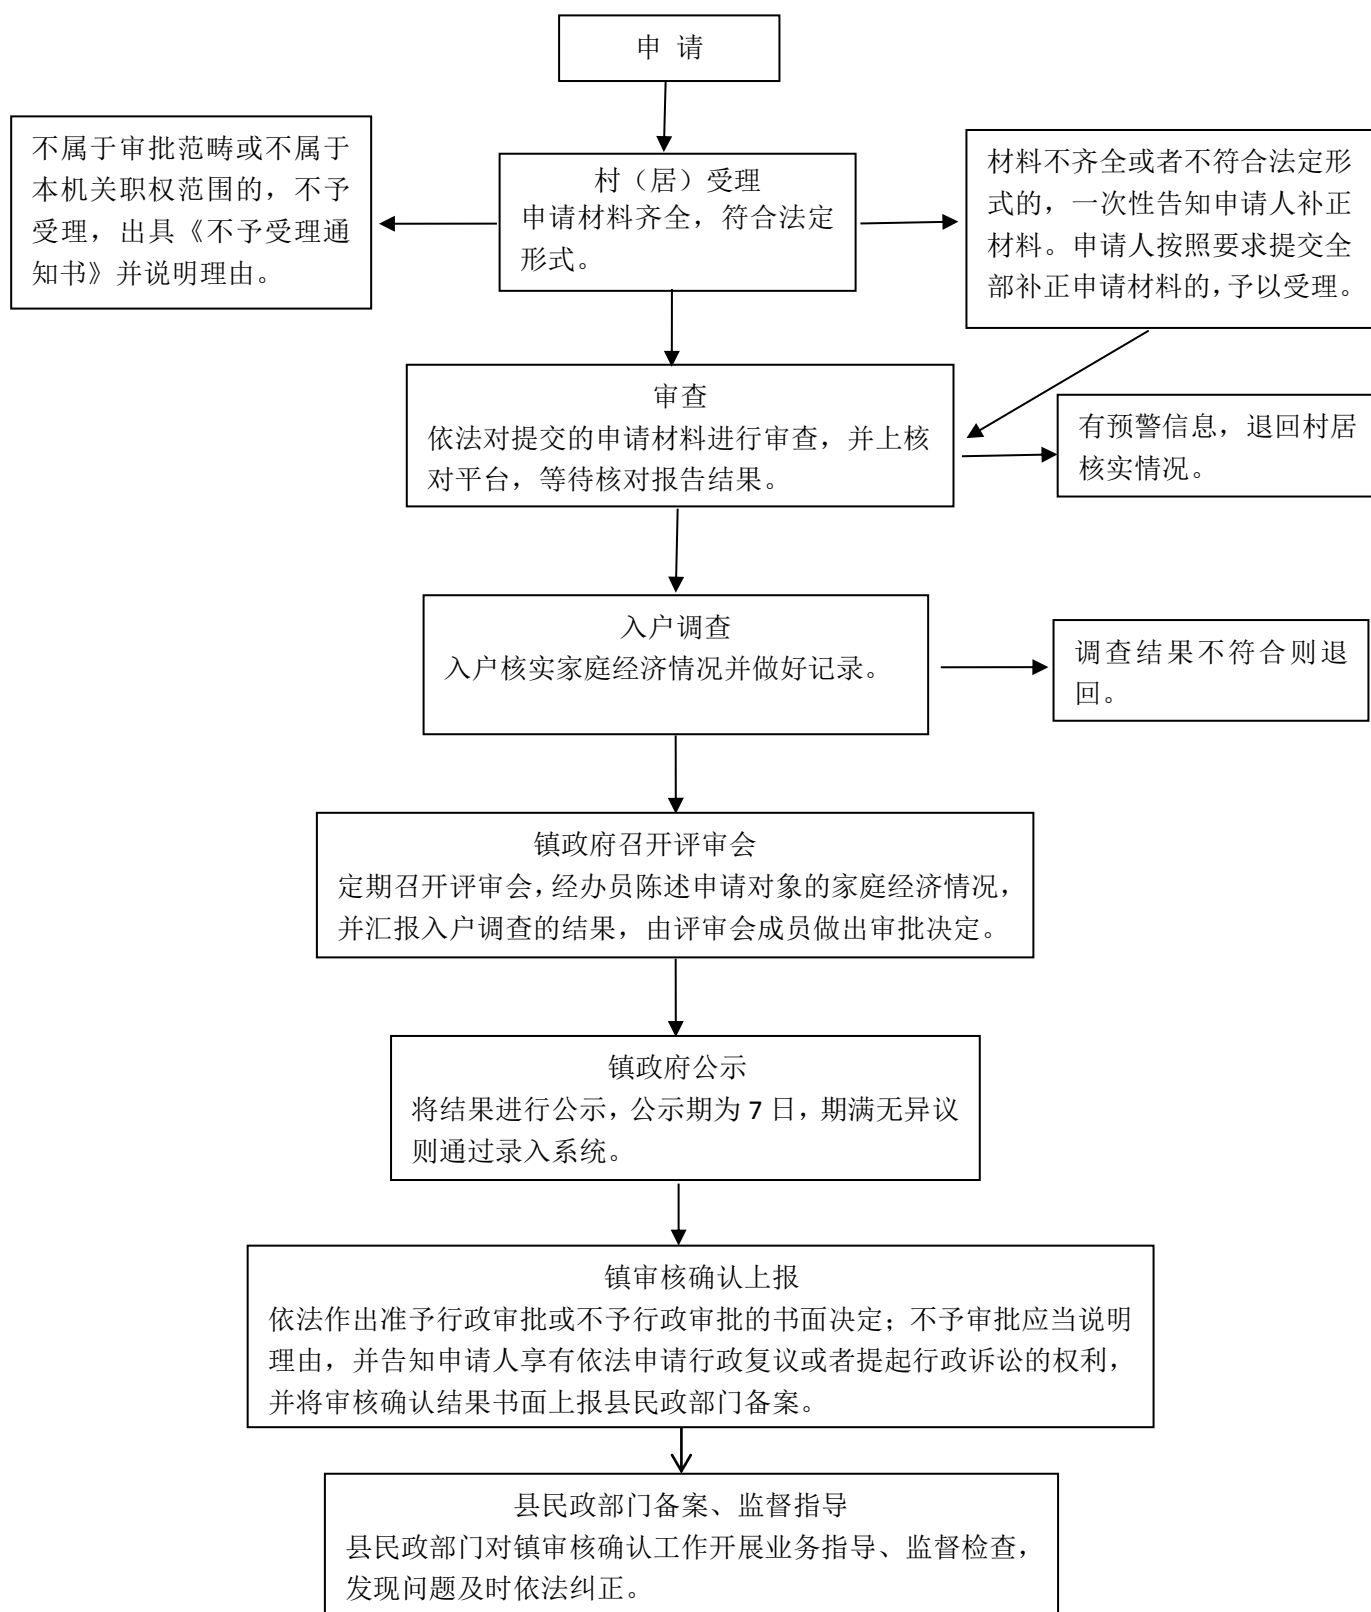 申 请
不属于审批范畴或不属于
本机关职权范围的，不予
受理，出具《不予受理通
知书》并说明理由。
村（居）受理
申请材料齐全，符合法定
形式。
材料不齐全或者不符合法定形
式的，一次性告知申请人补正
材料。申请人按照要求提交全
部补正申请材料的，予以受理。
审查
依法对提交的申请材料进行审查，并上核
对平台，等待核对报告结果。
有预警信息，退回村居
核实情况。
入户调查
入户核实家庭经济情况并做好记录。
调查结果不符合则退
回。
镇政府召开评审会
定期召开评审会，经办员陈述申请对象的家庭经济情况，
并汇报入户调查的结果，由评审会成员做出审批决定。
镇政府公示
将结果进行公示，公示期为 7 日，期满无异议
则通过录入系统。
镇审核确认上报
依法作出准予行政审批或不予行政审批的书面决定；不予审批应当说明
理由，并告知申请人享有依法申请行政复议或者提起行政诉讼的权利，
并将审核确认结果书面上报县民政部门备案。
县民政部门备案、监督指导
县民政部门对镇审核确认工作开展业务指导、监督检查，
发现问题及时依法纠正。